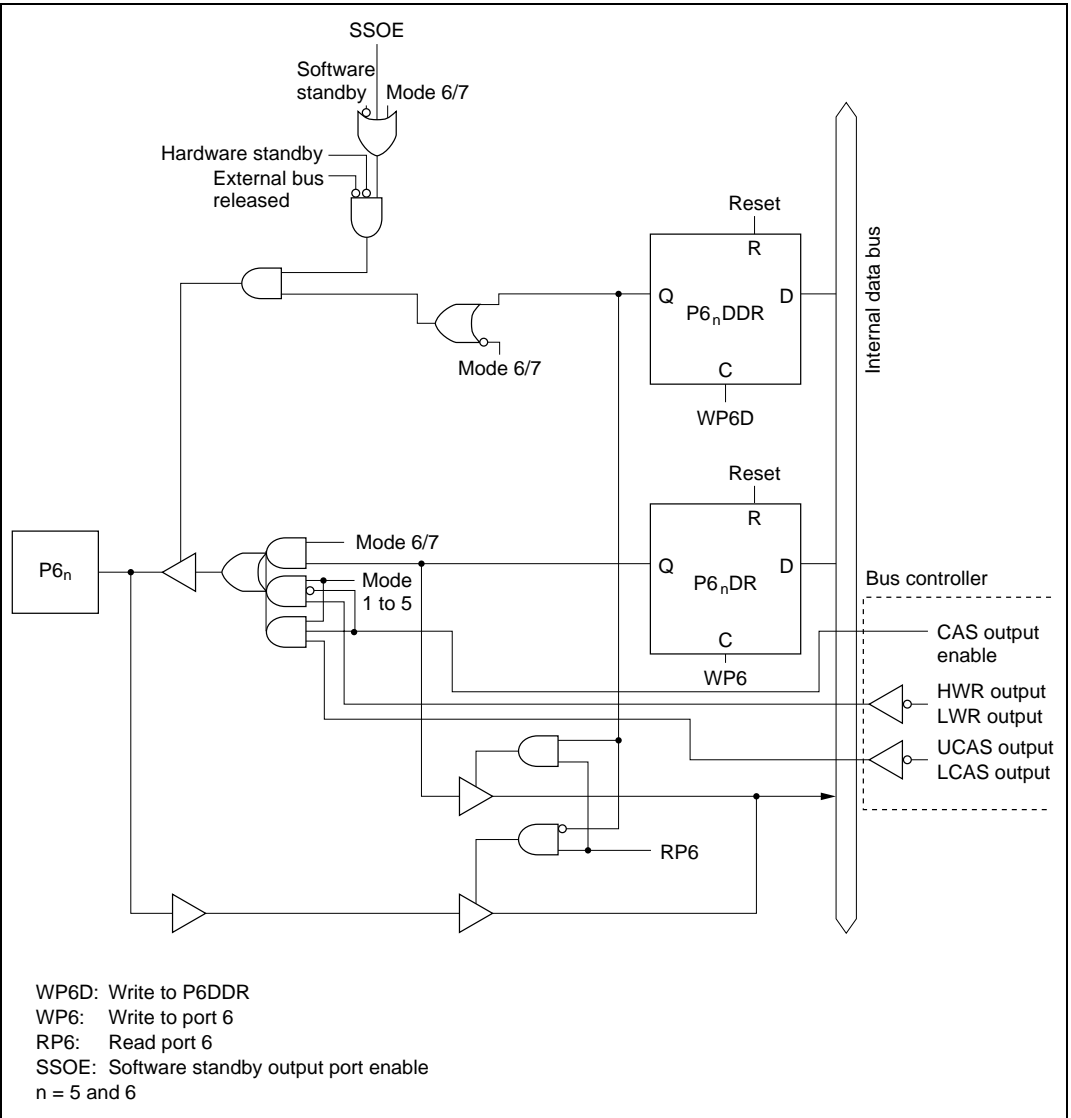 SSOE
Software
standby
Mode 6/7
Hardware standby
External bus
released
Reset
R
Q
P6nDDR
D
C
WP6D
Mode 6/7
Internal data bus
Reset
R
Q
P6nDR
D
C
WP6
P6n
Mode 6/7
Mode
1 to 5
Bus controller
CAS output
enable
HWR output
LWR output
UCAS output
LCAS output
RP6
WP6D: Write to P6DDR
WP6: Write to port 6
RP6: Read port 6
SSOE: Software standby output port enable
n = 5 and 6